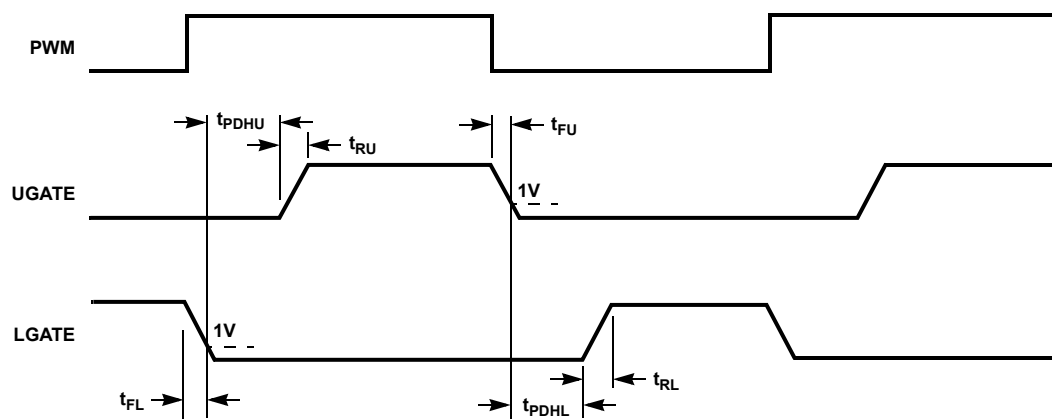 PWM
tPDHU
tFU
tRU
UGATE
1V
LGATE
1V
tRL
tFL
tPDHL